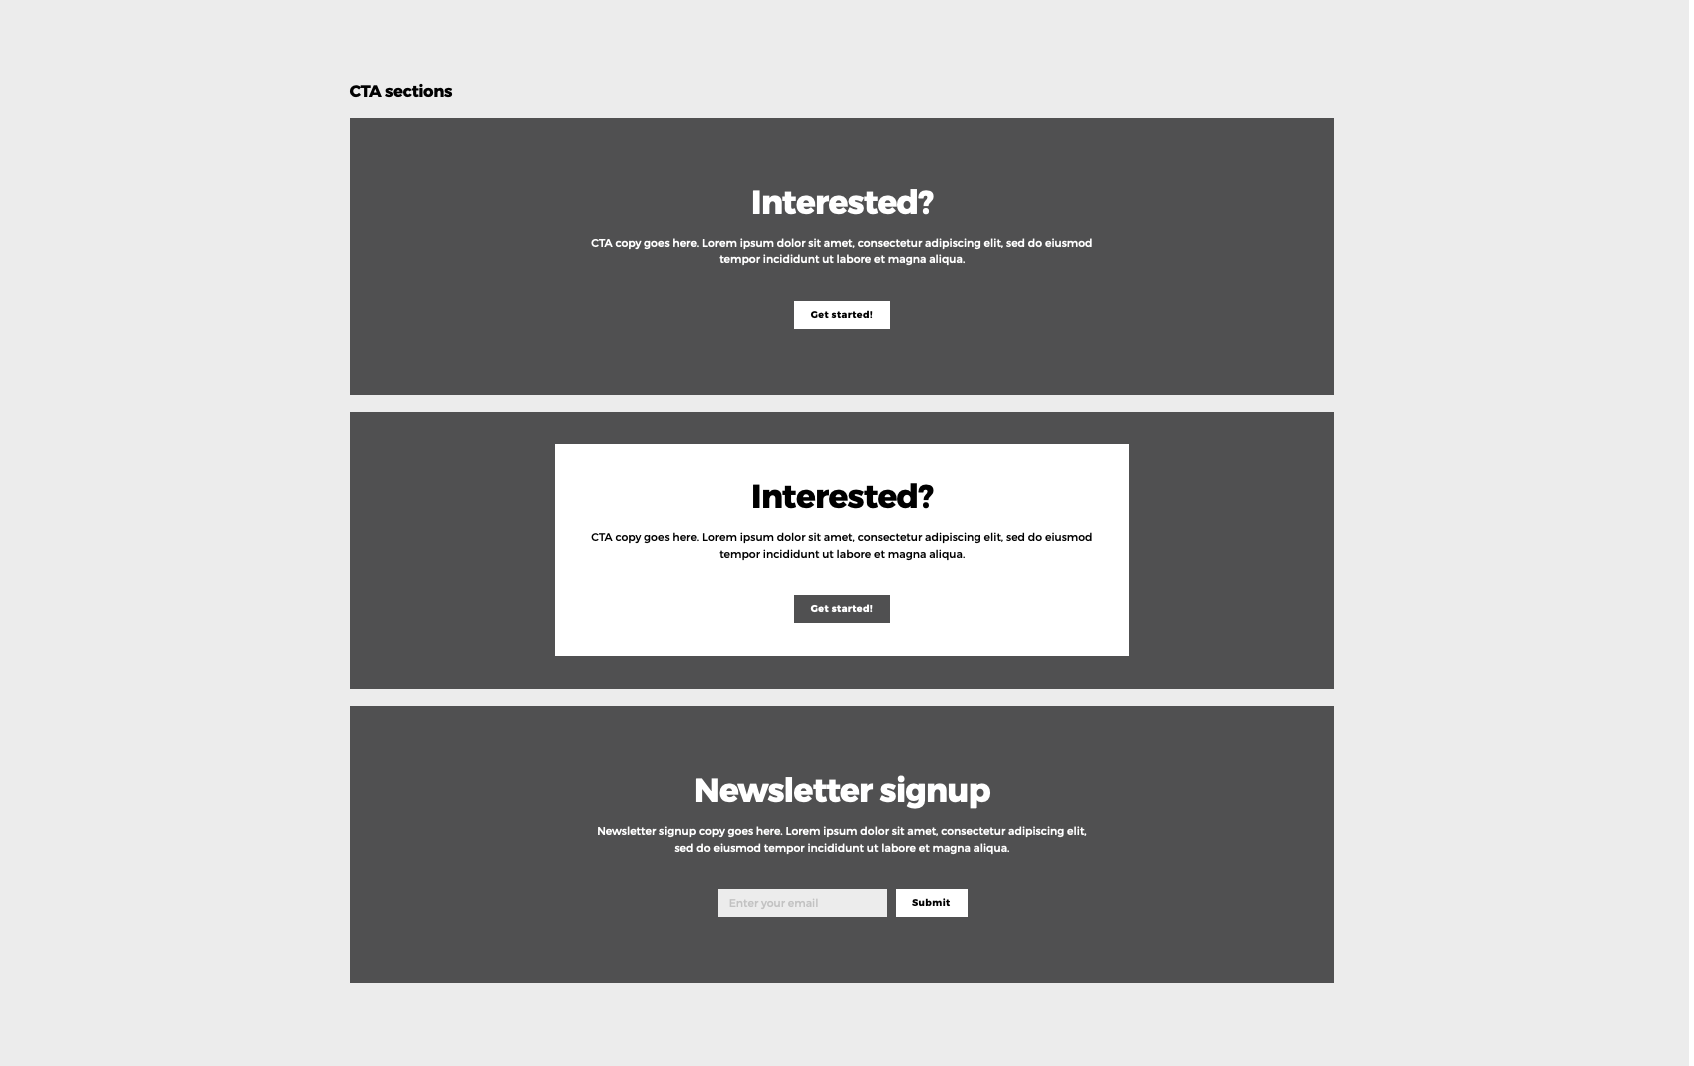 CTA sections
Interested?
CTA copy goes here. Lorem ipsum dolor sit amet, consectetur adipiscing elit, sed do eiusmod
tempor incididunt ut labore et magna aliqua.
Get started!
Interested?
CTA copy goes here. Lorem ipsum dolor sit amet, consectetur adipiscing elit, sed do eiusmod
tempor incididunt ut labore et magna aliqua.
Get started!
Newsletter signup
Newsletter signup copy goes here. Lorem ipsum dolor sit amet, consectetur adipiscing elit,
sed do eiusmod tempor incididunt ut labore et magna aliqua.
Enter your email Submit